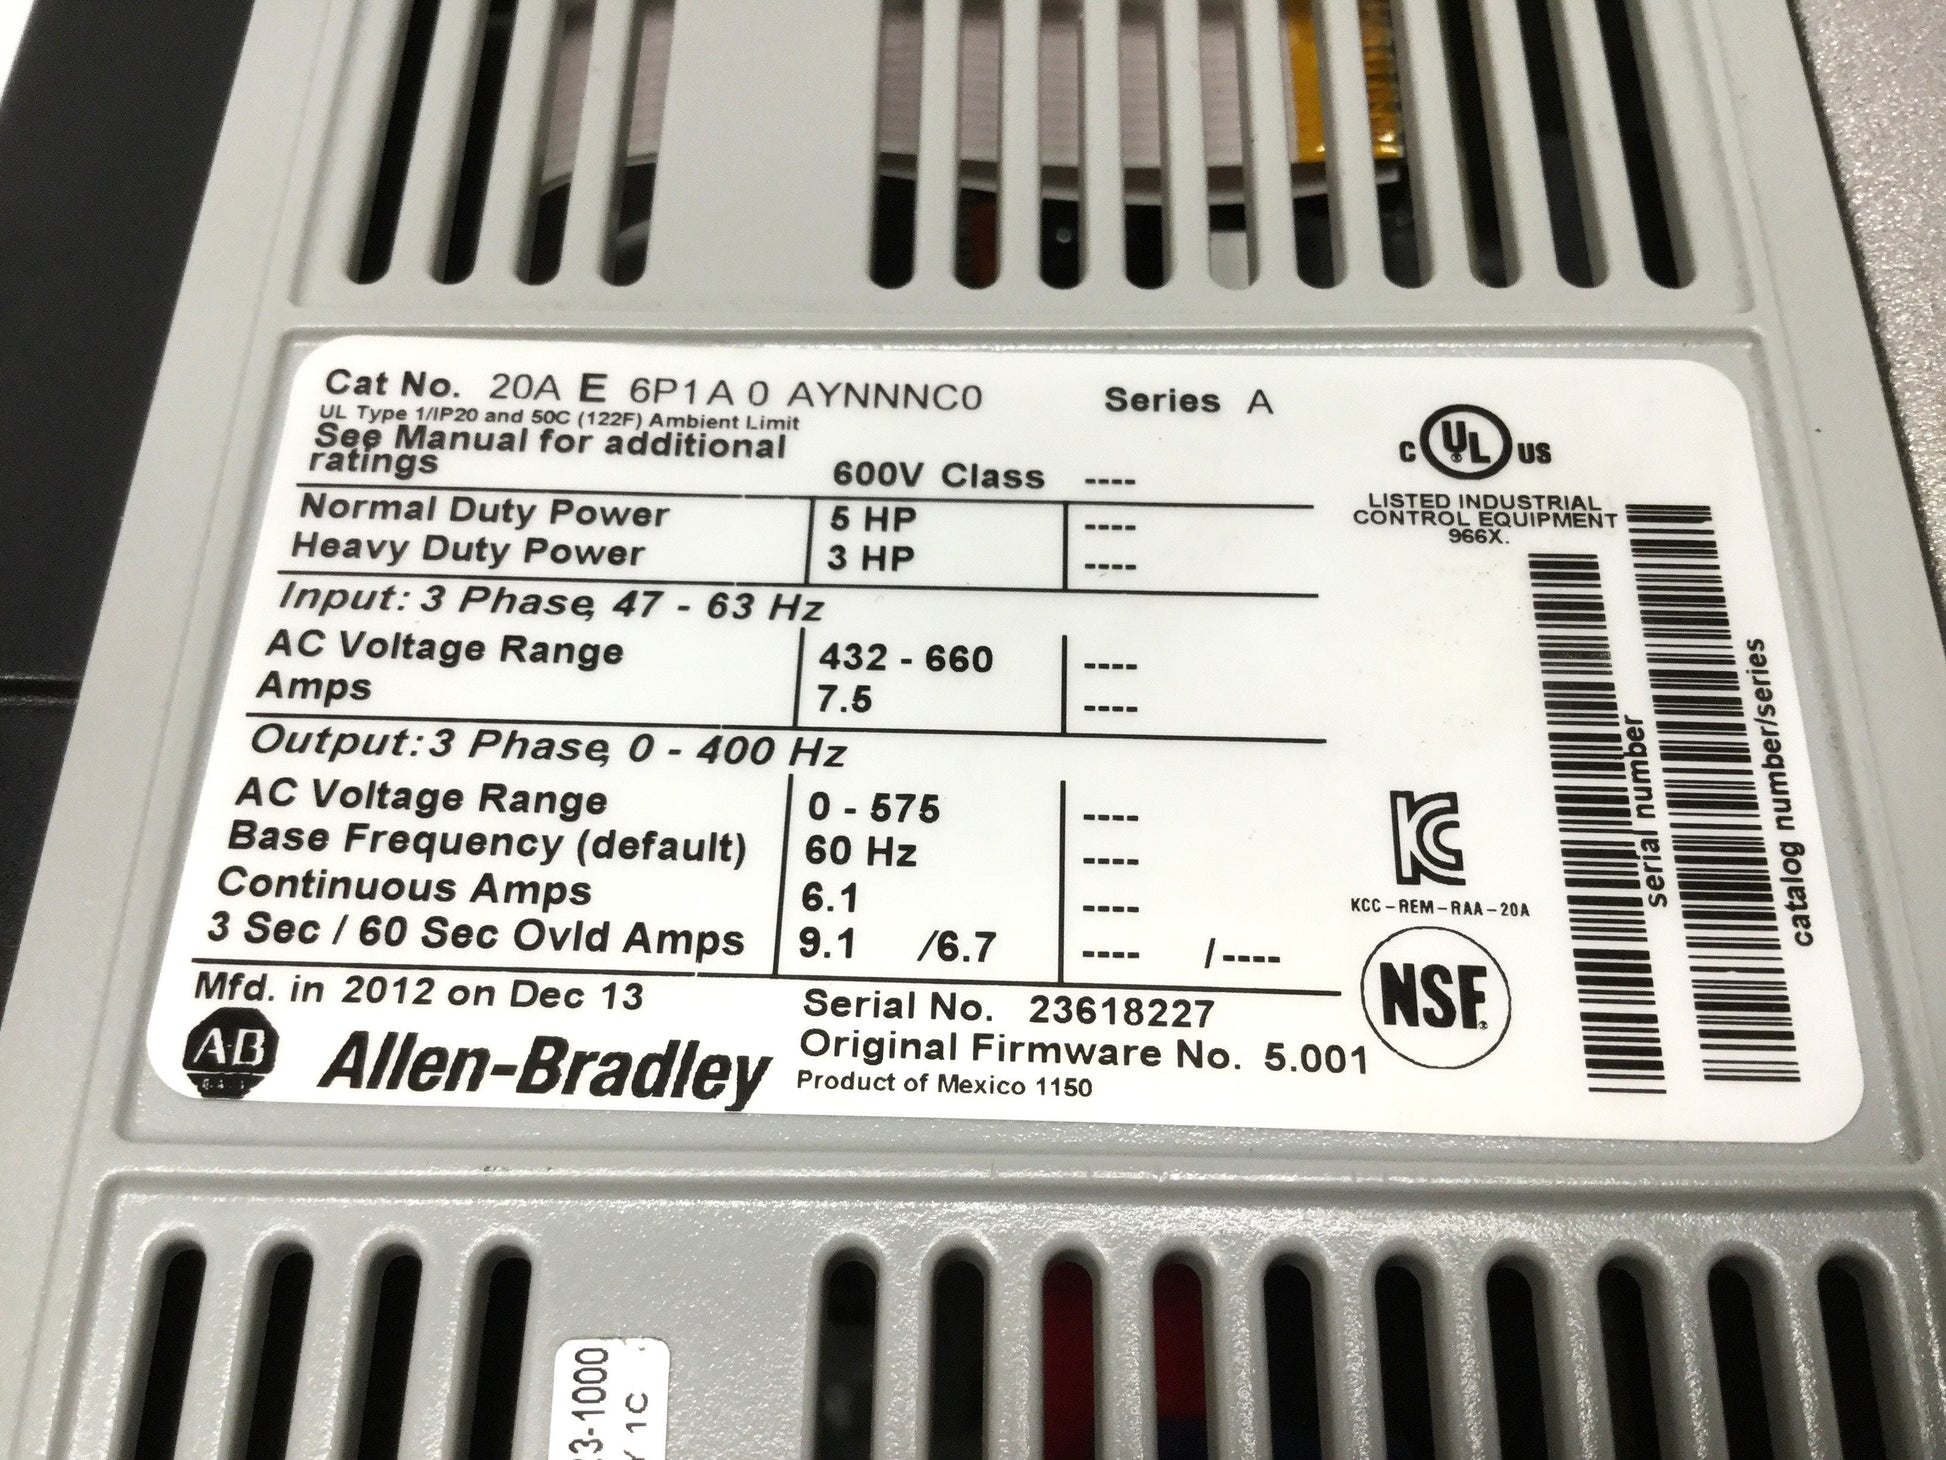 Cat No. 20A E 6P1 A 0 AYNNNC0 Series A
UL Type 1/IP20 and 50C (122F) Ambient Limit
See Manual for additional
ratings
600V Class ----
Normal Duty Power 5 HP ----
Heavy Duty Power 3 HP ----
Input: 3 Phase, 47 - 63 Hz
AC Voltage Range 432 - 660 ----
Amps 7.5 ----
Output: 3 Phase, 0 - 400 Hz
AC Voltage Range 0 - 575 ----
Base Frequency (default) 60 Hz ----
Continuous Amps 6.1 ----
3 Sec / 60 Sec Ovld Amps 9.1 /6.7 ---- /----
Mfd. in 2012 on Dec 13
Serial No. 23618227
Original Firmware No. 5.001
Product of Mexico 1150
A-B
Allen-Bradley
C UL US
LISTED INDUSTRIAL
CONTROL EQUIPMENT
966X.
KC
KCC-REM-RAA-20A
NSF®
serial number
catalog number/series
3-1000
1C